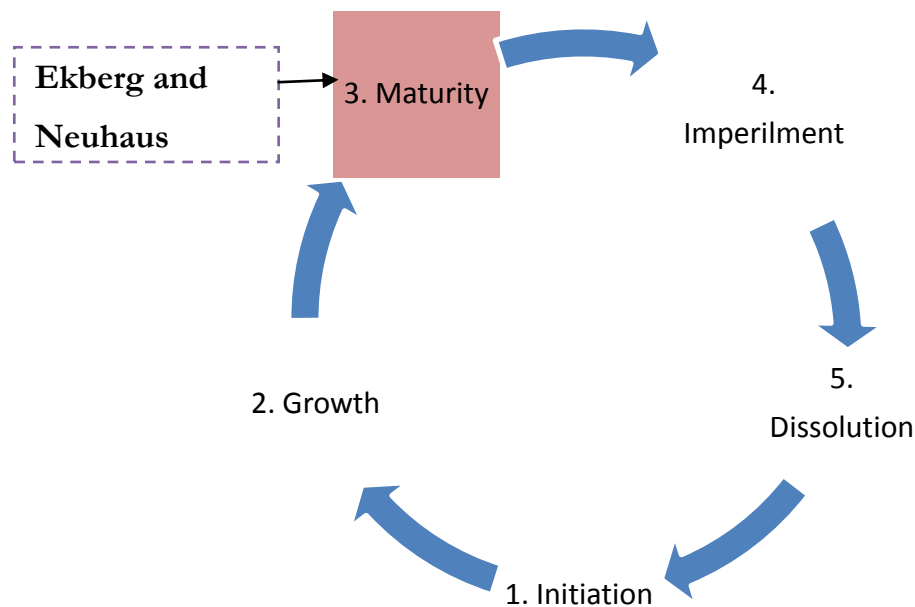 Ekberg and
Neuhaus
3. Maturity
4.
Imperilment
5.
Dissolution
2. Growth
1. Initiation